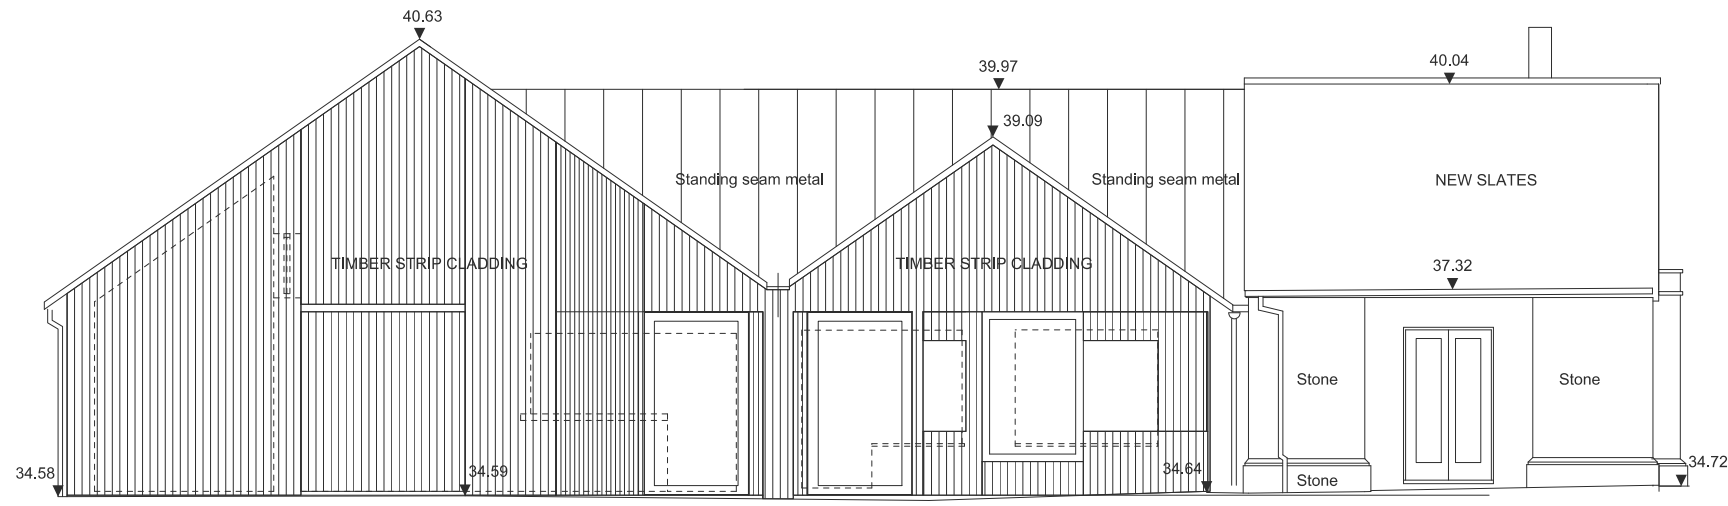 40.63
39.97
40.04
39.09
Standing seam metal
Standing seam metal
NEW SLATES
TIMBER STRIP CLADDING
TIMBER STRIP CLADDING
37.32
Stone
Stone
34.58
34.59
34.64
Stone
34.72